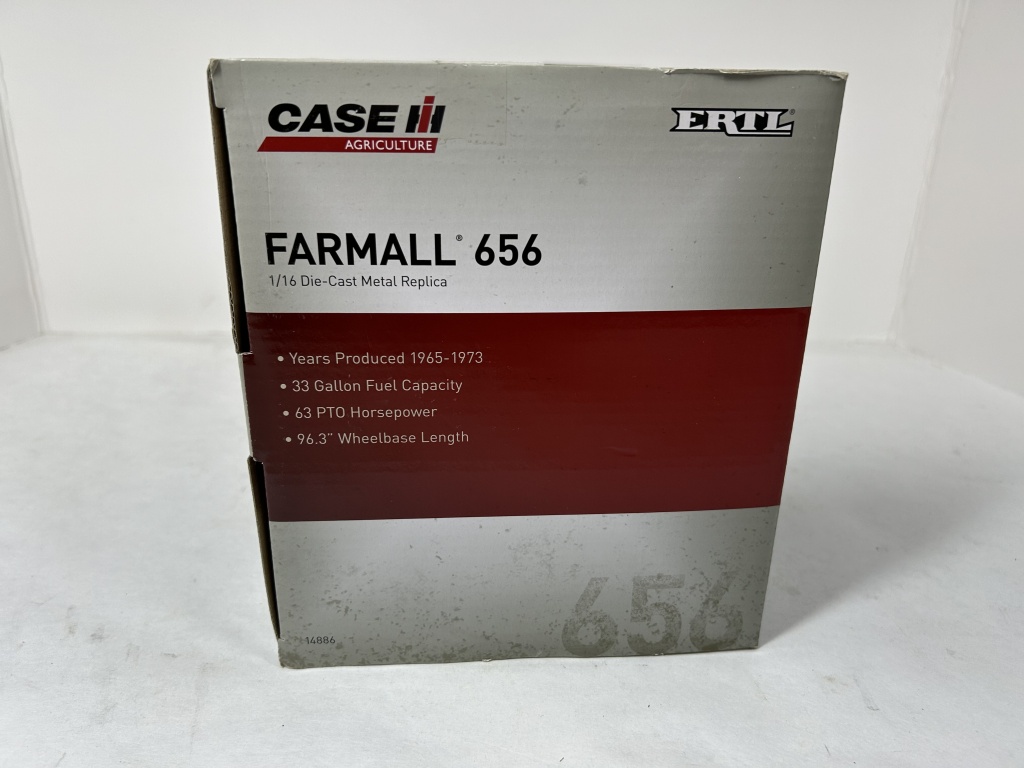 CASE IH
AGRICULTURE
ERTL®
FARMALL® 656
1/16 Die-Cast Metal Replica
• Years Produced 1965-1973
• 33 Gallon Fuel Capacity
• 63 PTO Horsepower
• 96.3" Wheelbase Length
656
14886